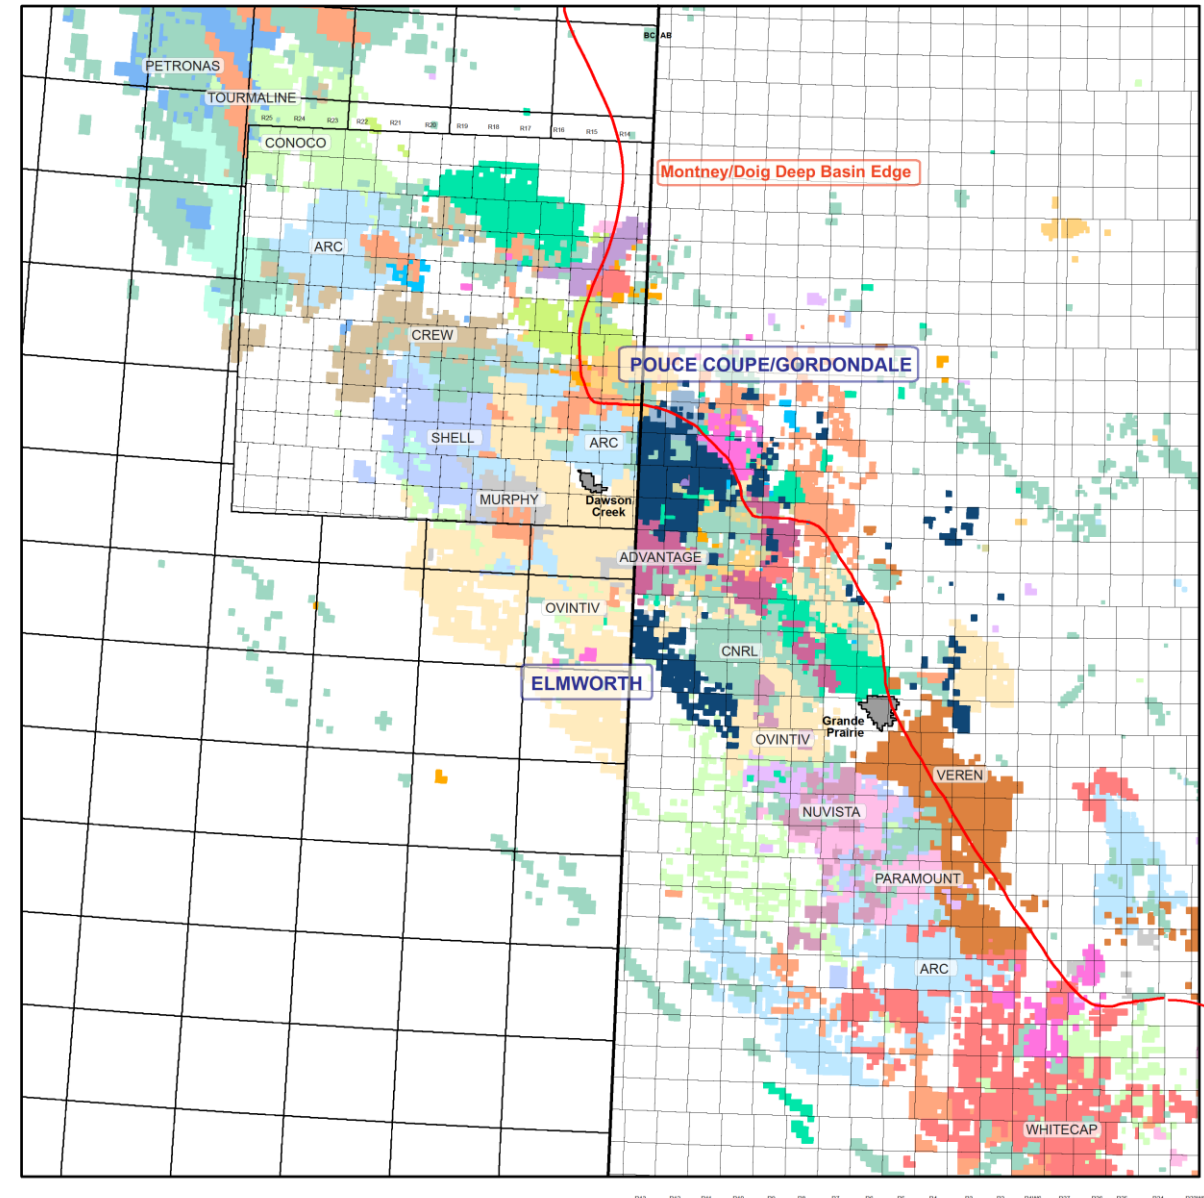 BC AB
PETRONAS
TOURMALINE
R25 R24 R23 R22 R21 R20 R19 R18 R17 R16 R15 R14
CONOCO
Montney/Doig Deep Basin Edge
ARC
CREW
POUCE COUPE/GORDONDALE
SHELL
ARC
MURPHY
Dawson
Creek
ADVANTAGE
OVINTIV
CNRL
ELMWORTH
Grande
Prairie
OVINTIV
VEREN
NUVISTA
PARAMOUNT
ARC
WHITECAP